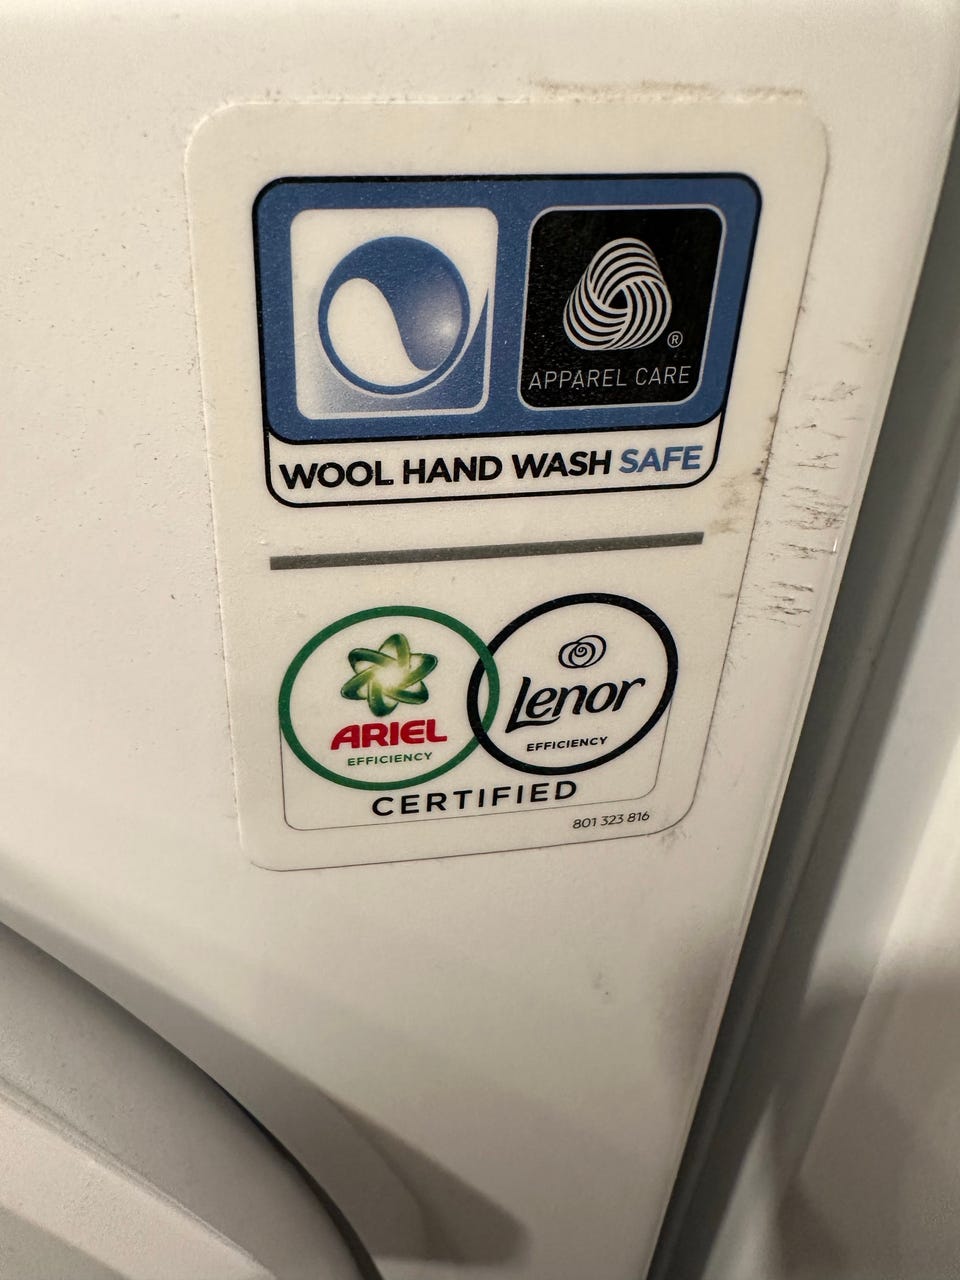 ®
APPAREL CARE
WOOL HAND WASH SAFE
ARIEL
EFFICIENCY
Lenor
EFFICIENCY
CERTIFIED
801 323 816